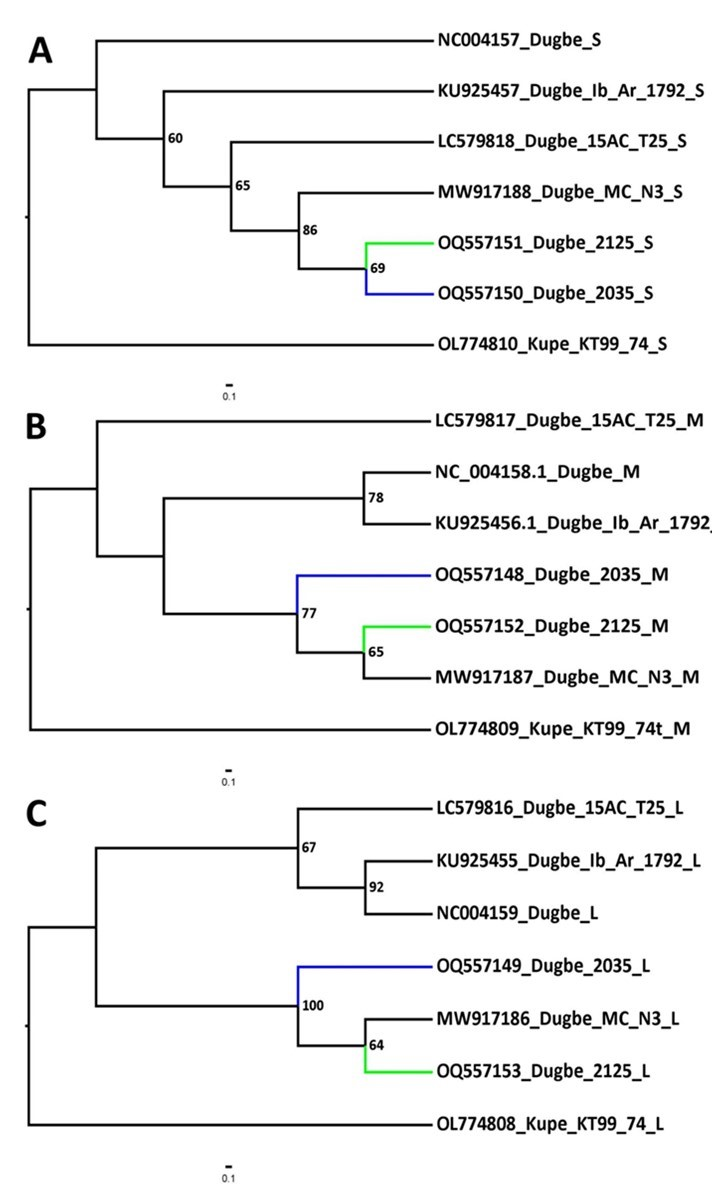 A
NC004157_Dugbe_S
KU925457_Dugbe_Ib_Ar_1792_S
60
LC579818_Dugbe_15AC_T25_S
65
MW917188_Dugbe_MC_N3_S
86
OQ557151_Dugbe_2125_S
69
OQ557150_Dugbe_2035_S
OL774810_Kupe_KT99_74_S
0.1
B
LC579817_Dugbe_15AC_T25_M
NC_004158.1_Dugbe_M
78
KU925456.1_Dugbe_Ib_Ar_1792_
OQ557148_Dugbe_2035_M
77
OQ557152_Dugbe_2125_M
65
MW917187_Dugbe_MC_N3_M
OL774809_Kupe_KT99_74t_M
0.1
C
LC579816_Dugbe_15AC_T25_L
67
KU925455_Dugbe_Ib_Ar_1792_L
92
NC004159_Dugbe_L
OQ557149_Dugbe_2035_L
100
MW917186_Dugbe_MC_N3_L
64
OQ557153_Dugbe_2125_L
OL774808_Kupe_KT99_74_L
0.1